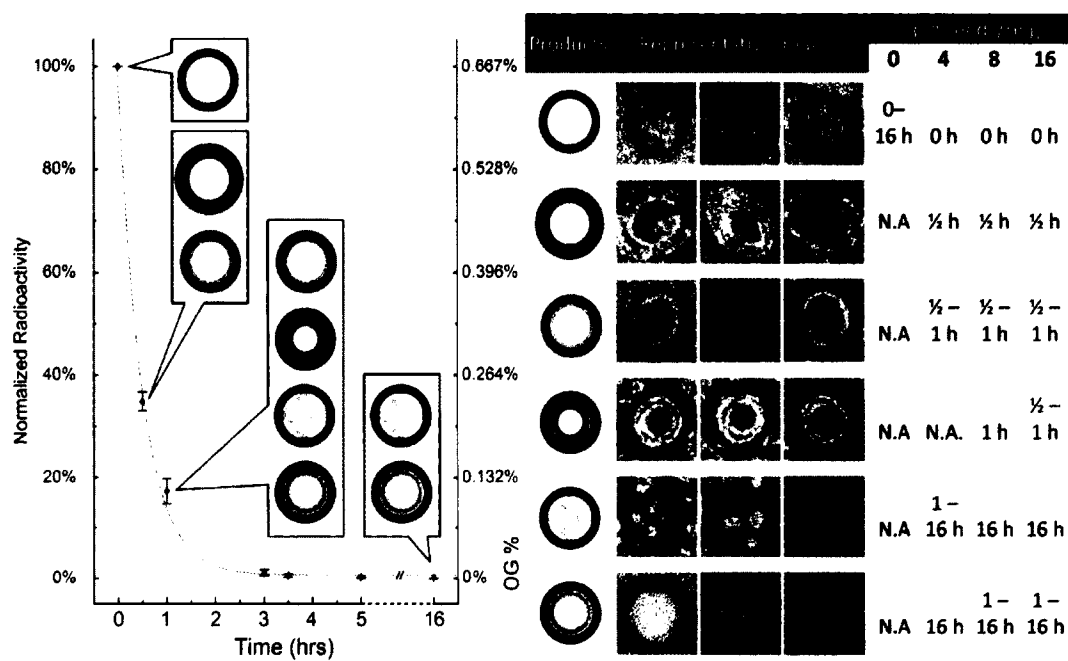 100%
80%
60%
40%
20%
0%
Normalized Radioactivity
0 1 2 3 4 5 16
Time (hrs)
0.667%
0.528%
0.396%
0.264%
0.132%
0%
OG %
Products
0 4 8 16
0–
16 h 0 h 0 h 0 h
N.A ½ h ½ h ½ h
½ – ½ – ½ –
N.A 1 h 1 h 1 h
½ –
N.A N.A. 1 h 1 h
1 –
N.A 16 h 16 h 16 h
1 – 1 –
N.A 16 h 16 h 16 h